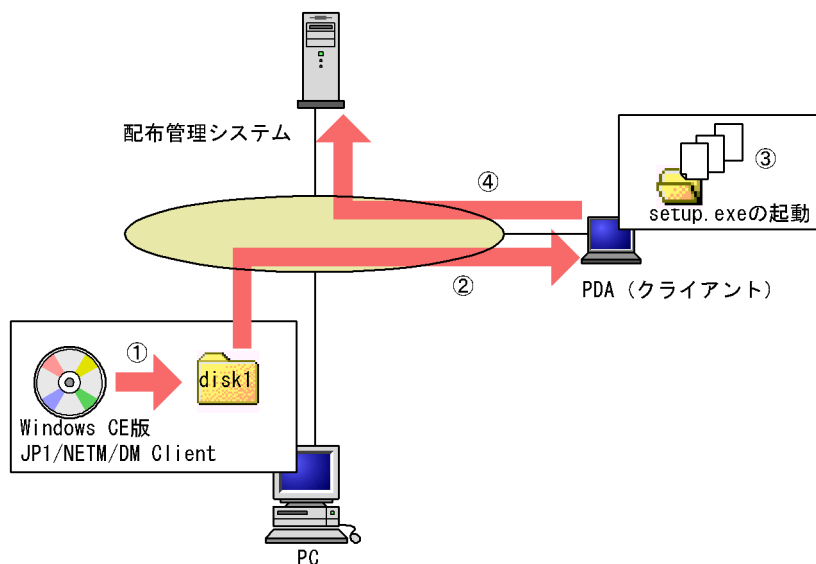 配布管理システム
④
③
setup.exeの起動
②
PDA（クライアント）
①
disk1
Windows CE版
JP1/NETM/DM Client
PC